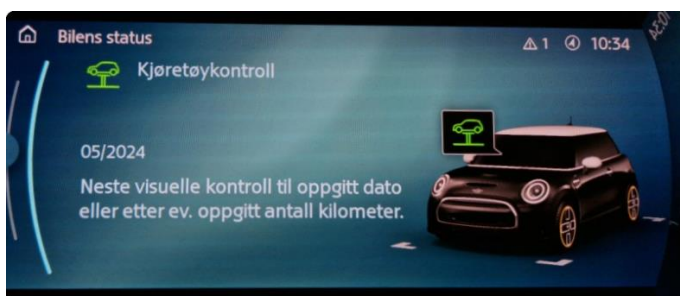 Bilens status
1
10:34
Kjøretøykontroll
05/2024
Neste visuelle kontroll til oppgitt dato
eller etter ev. oppgitt antall kilometer.